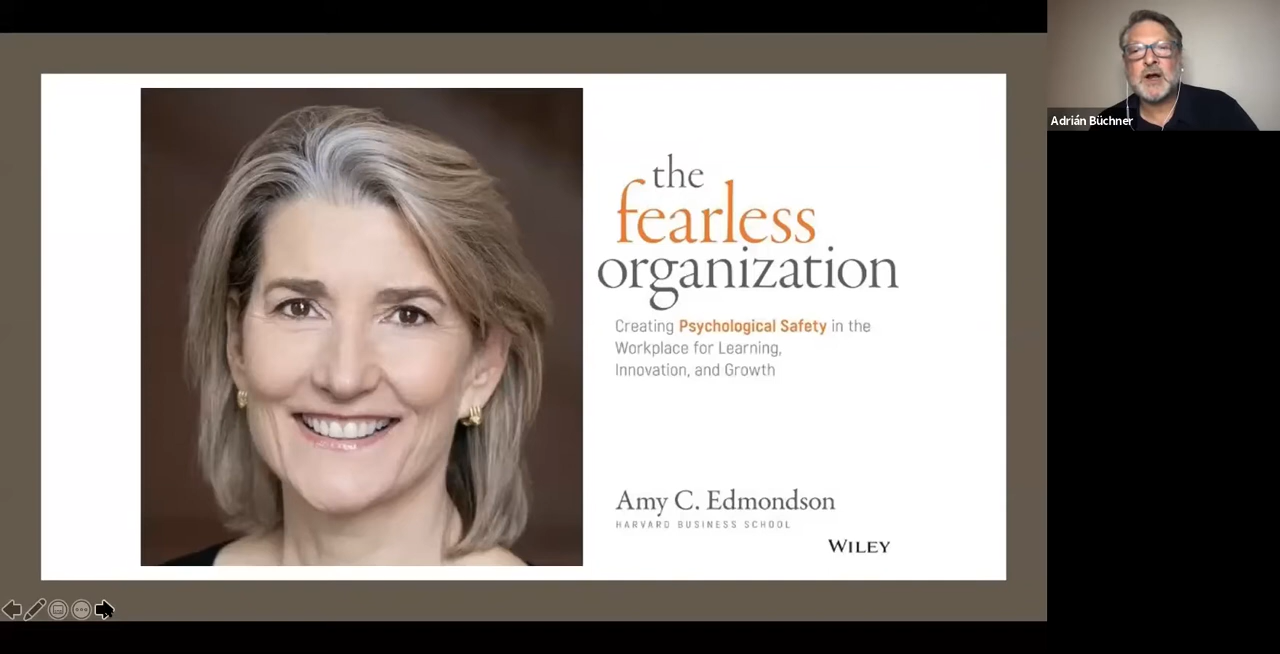 the
fearless
organization
Creating Psychological Safety in the
Workplace for Learning,
Innovation, and Growth
Amy C. Edmondson
HARVARD BUSINESS SCHOOL
WILEY
Adrián Büchner